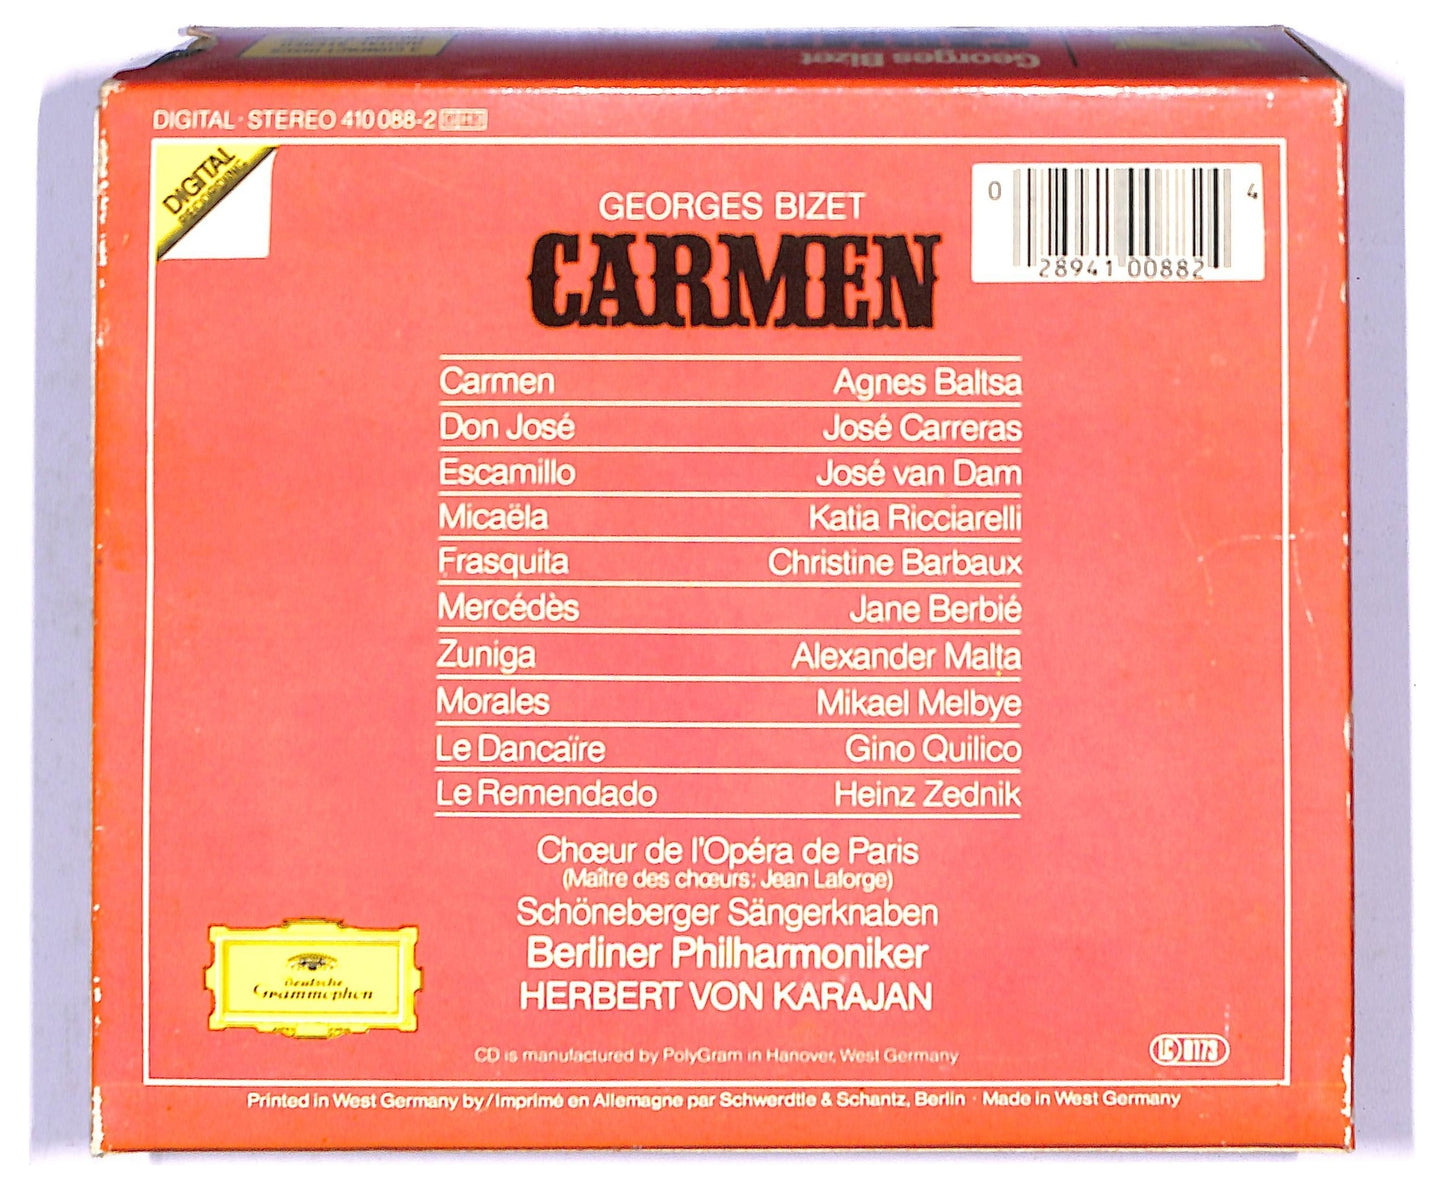 Georges Bizet
DIGITAL · STEREO 410 088-2
DIGITAL
RECORDING
GEORGES BIZET
CARMEN
0 28941 00882 4
Carmen Agnes Baltsa
Don José José Carreras
Escamillo José van Dam
Micaëla Katia Ricciarelli
Frasquita Christine Barbaux
Mercédès Jane Berbié
Zuniga Alexander Malta
Morales Mikael Melbye
Le Dancaïre Gino Quilico
Le Remendado Heinz Zednik
Chœur de l'Opéra de Paris
(Maître des chœurs: Jean Laforge)
Schöneberger Sängerknaben
Berliner Philharmoniker
HERBERT VON KARAJAN
Deutsche
Grammophon
CD is manufactured by PolyGram in Hanover, West Germany
LC 0173
Printed in West Germany by/Imprimé en Allemagne par Schwerdtle & Schantz, Berlin · Made in West Germany